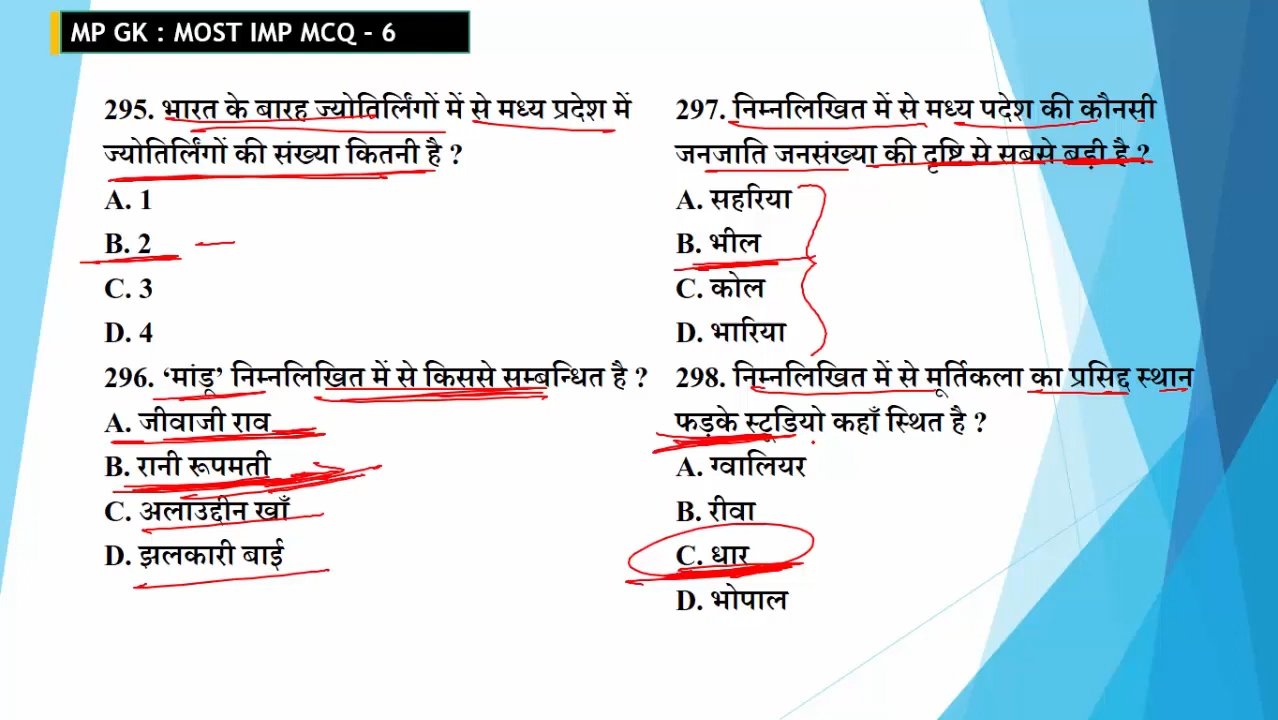 MP GK : MOST IMP MCQ - 6
295. भारत के बारह ज्योतिर्लिंगों में से मध्य प्रदेश में
ज्योतिर्लिंगों की संख्या कितनी है ?
A. 1
B. 2
C. 3
D. 4
296. ‘मांडू’ निम्नलिखित में से किससे सम्बन्धित है ?
A. जीवाजी राव
B. रानी रूपमती
C. अलाउद्दीन खाँ
D. झलकारी बाई
297. निम्नलिखित में से मध्य पदेश की कौनसी
जनजाति जनसंख्या की दृष्टि से सबसे बड़ी है ?
A. सहरिया
B. भील
C. कोल
D. भारिया
298. निम्नलिखित में से मूर्तिकला का प्रसिद्द स्थान
फड़के स्टूडियो कहाँ स्थित है ?
A. ग्वालियर
B. रीवा
C. धार
D. भोपाल